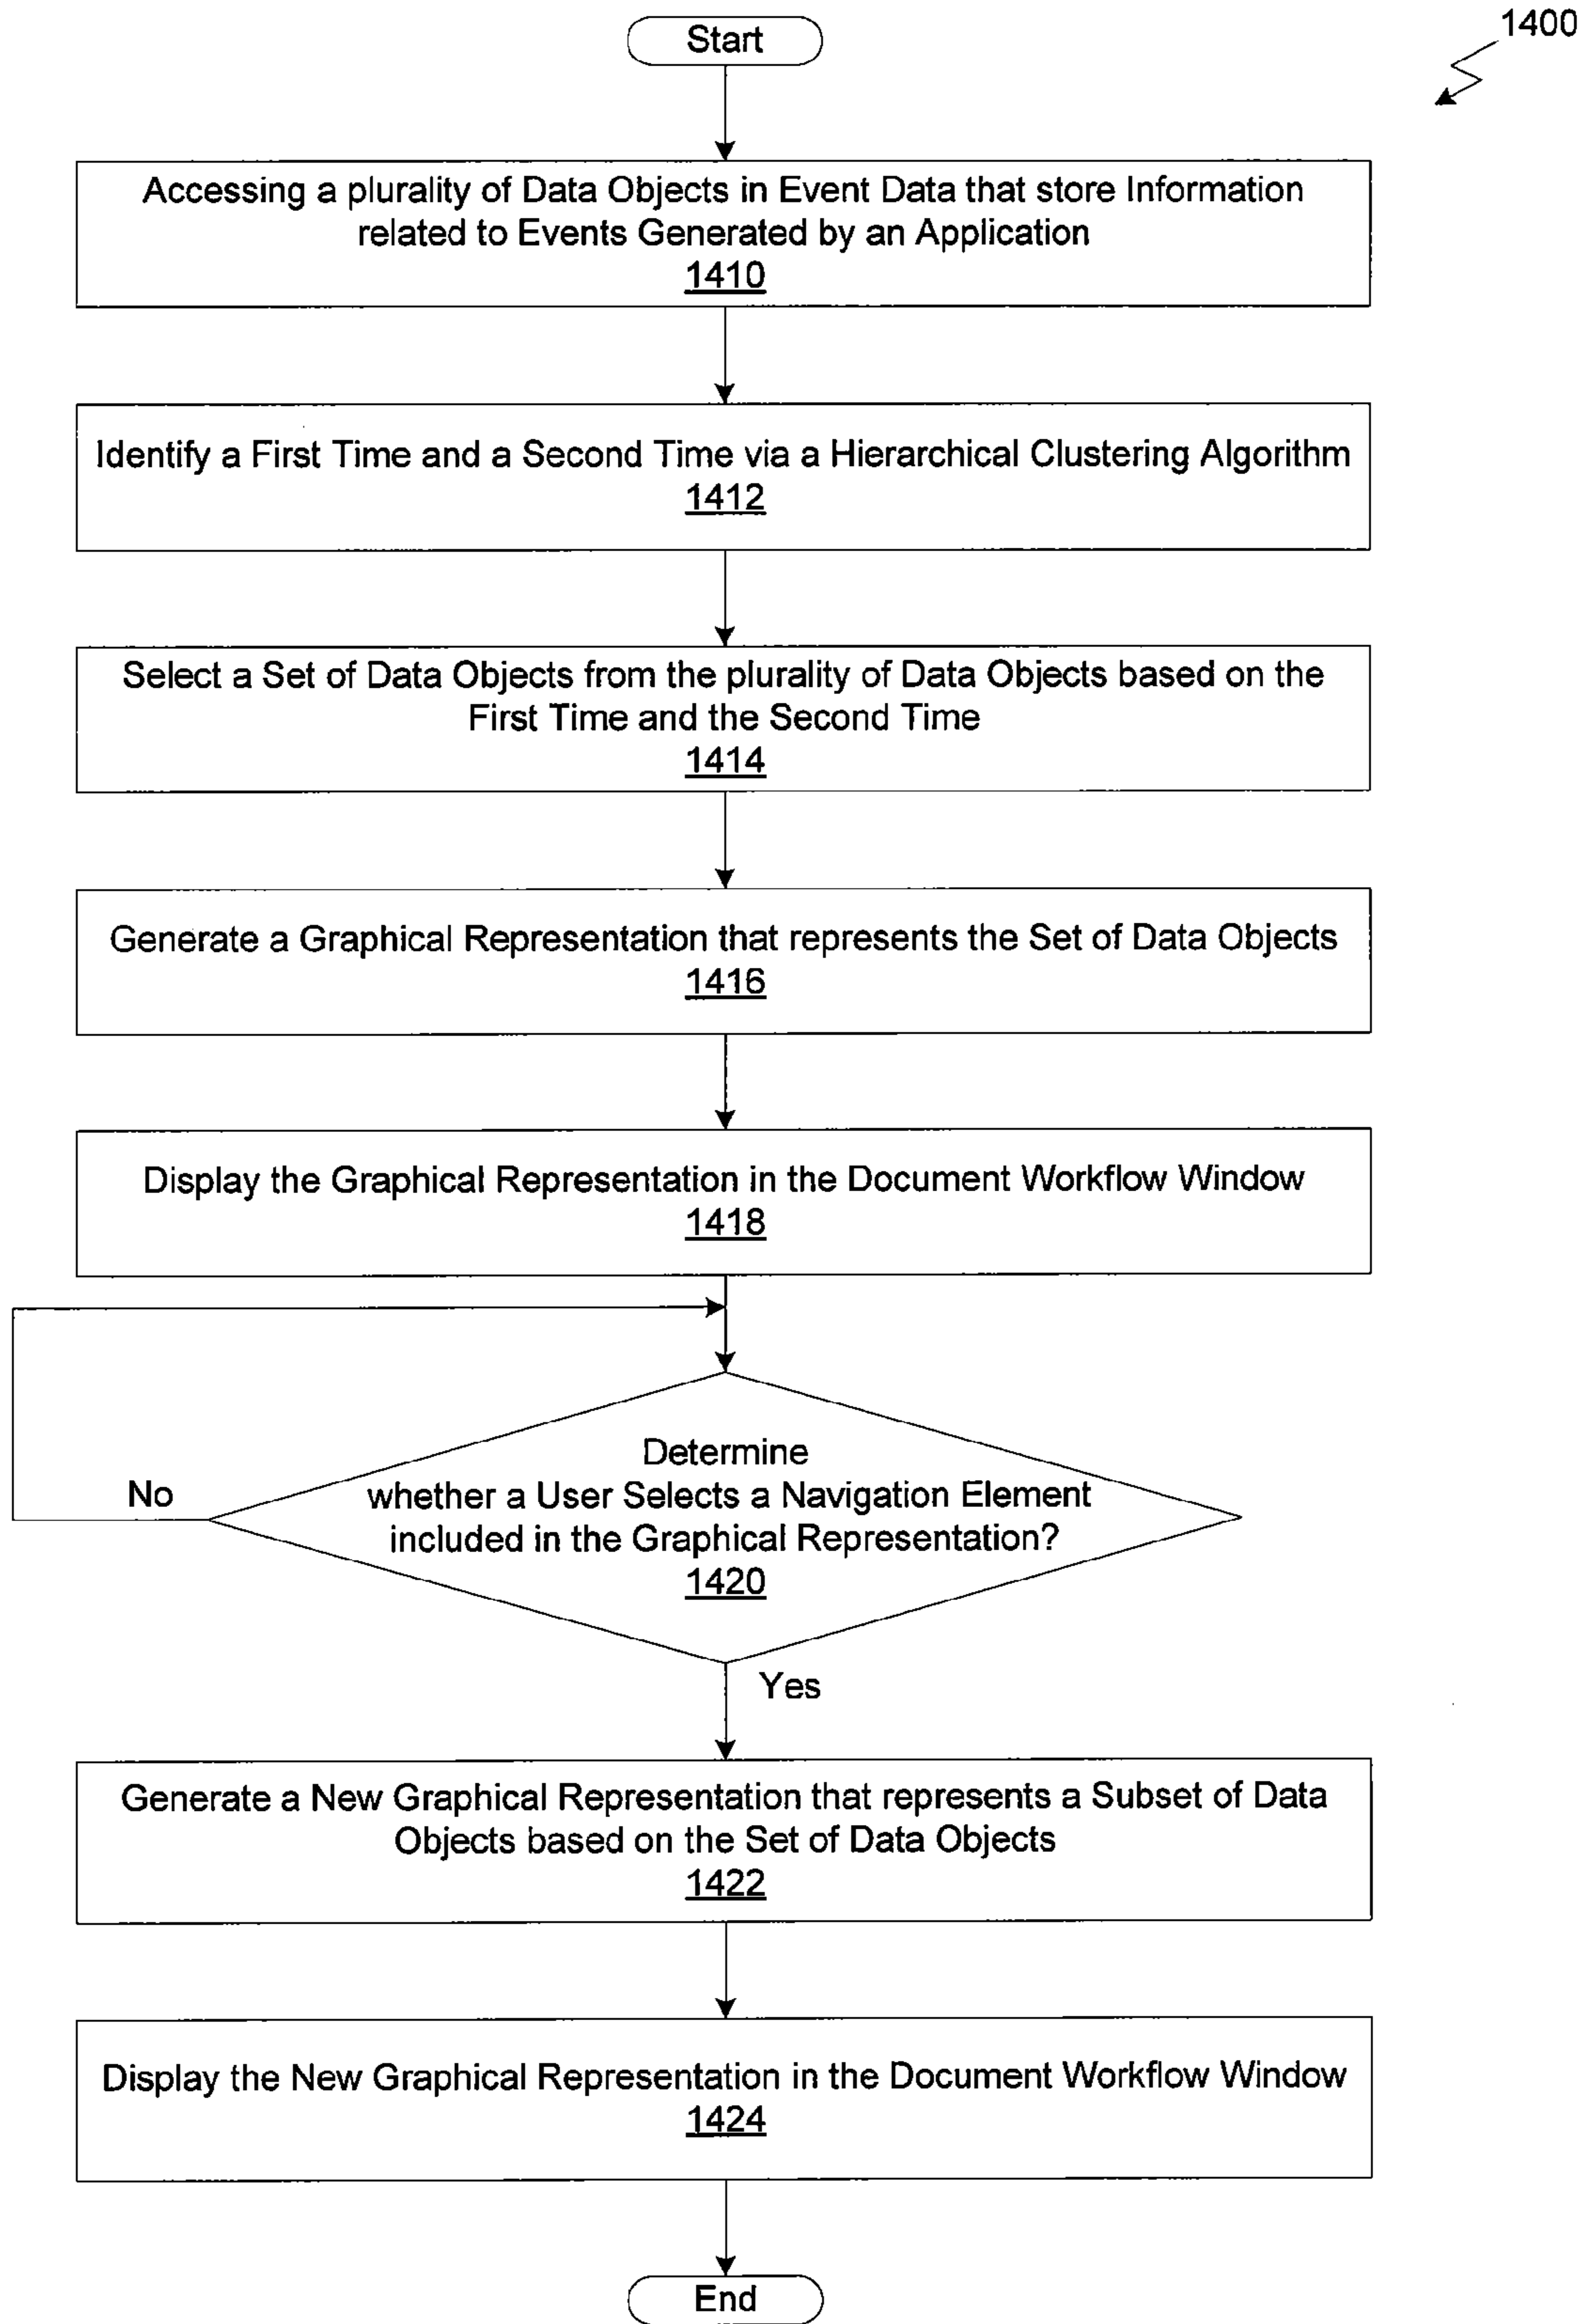 1400
Start
Accessing a plurality of Data Objects in Event Data that store Information
related to Events Generated by an Application
1410
Identify a First Time and a Second Time via a Hierarchical Clustering Algorithm
1412
Select a Set of Data Objects from the plurality of Data Objects based on the
First Time and the Second Time
1414
Generate a Graphical Representation that represents the Set of Data Objects
1416
Display the Graphical Representation in the Document Workflow Window
1418
Determine
whether a User Selects a Navigation Element
included in the Graphical Representation?
1420
No
Yes
Generate a New Graphical Representation that represents a Subset of Data
Objects based on the Set of Data Objects
1422
Display the New Graphical Representation in the Document Workflow Window
1424
End